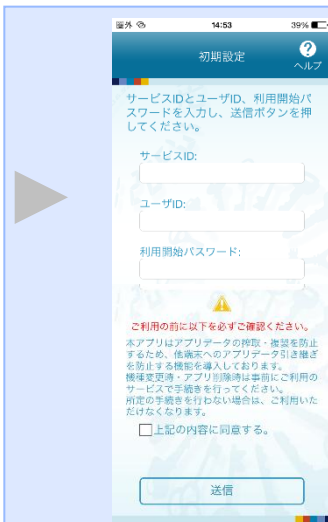 圏外 14:53 39%
初期設定
?
ヘルプ
サービスIDとユーザID、利用開始パ
スワードを入力し、送信ボタンを押
してください。
サービスID:
ユーザID:
利用開始パスワード:
ご利用の前に以下を必ずご確認ください。
本アプリはアプリデータの搾取・複製を防止
するため、他端末へのアプリデータ引き継ぎ
を防止する機能を導入しております。
機種変更時・アプリ削除時は事前にご利用の
サービスで手続きを行ってください。
所定の手続きを行わない場合は、ご利用いた
だけなくなります。
上記の内容に同意する。
送信